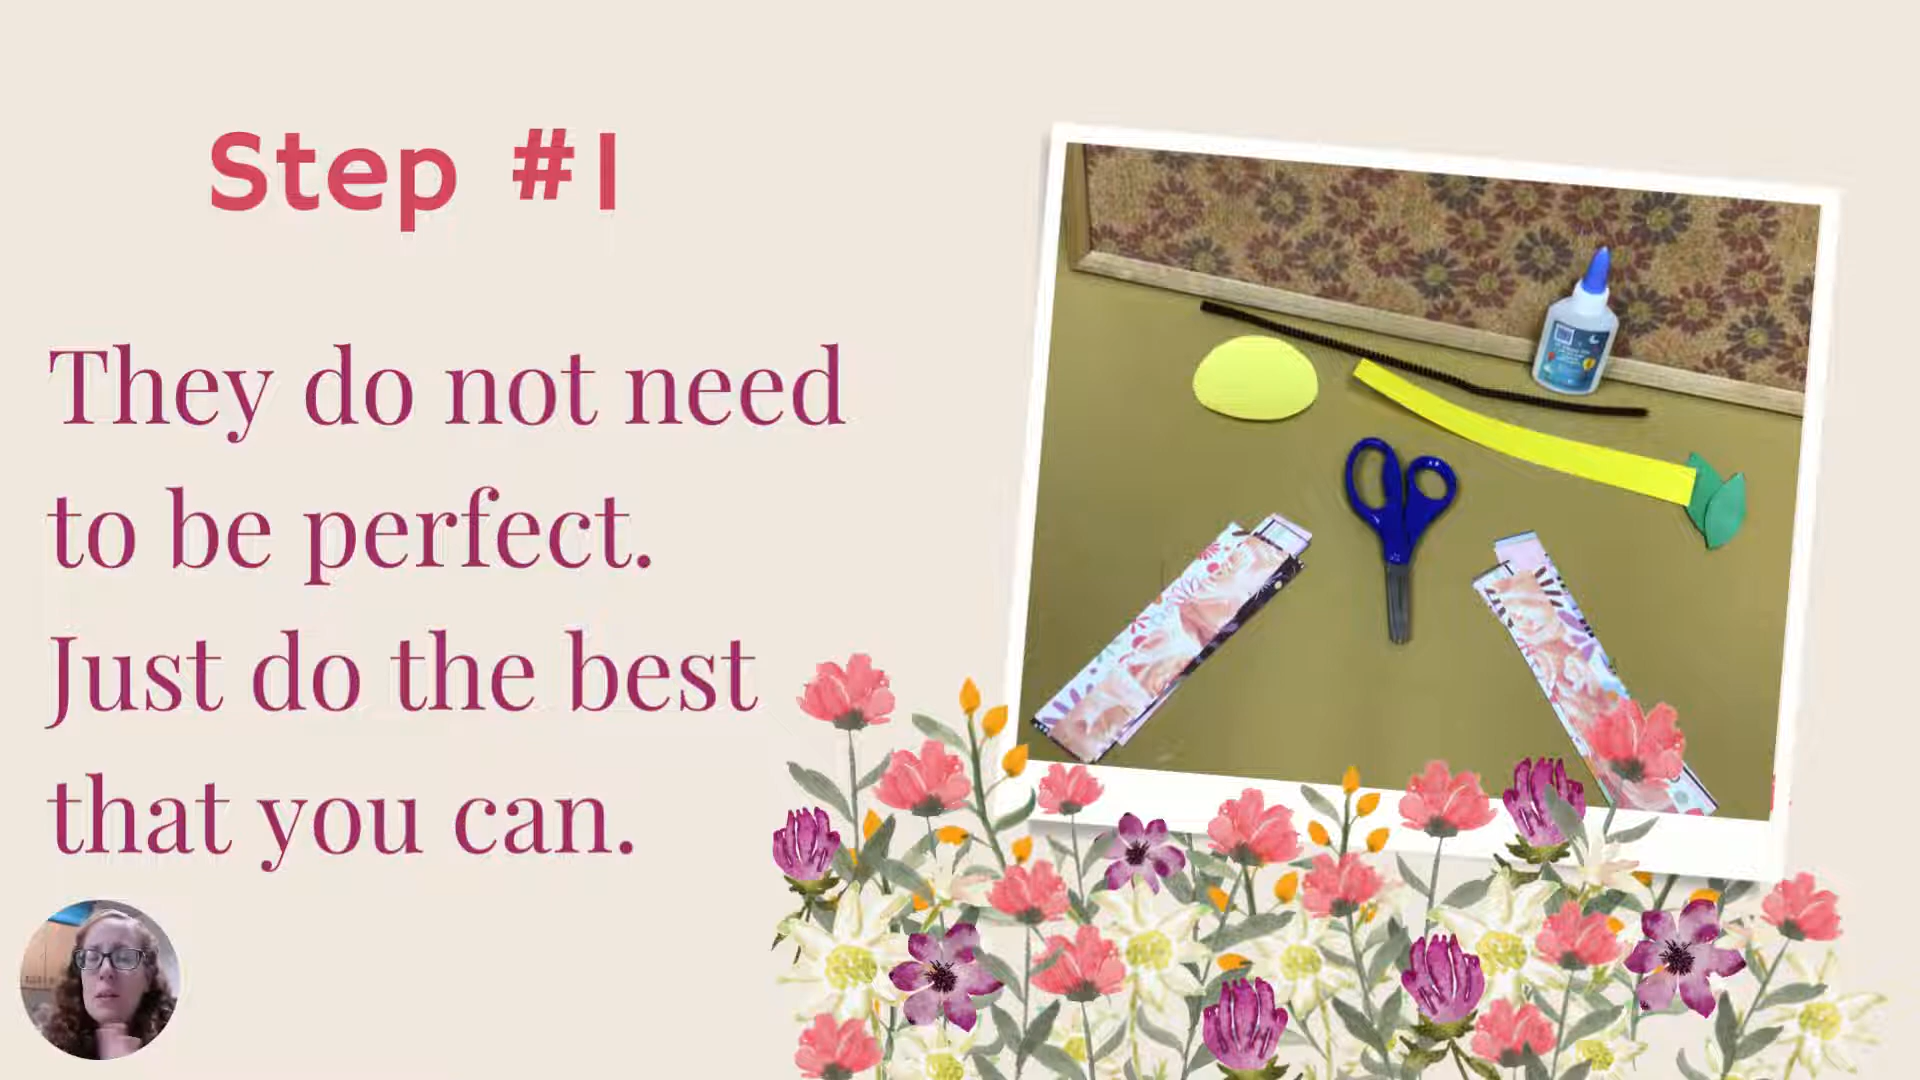 Step #1
They do not need
to be perfect.
Just do the best
that you can.